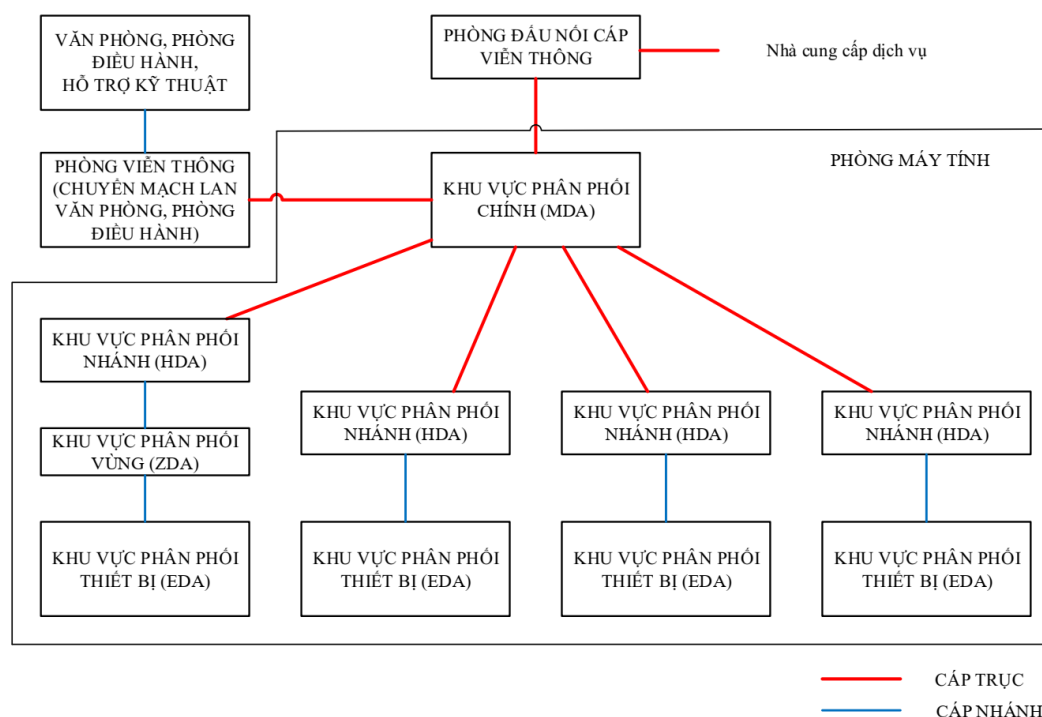 VĂN PHÒNG, PHÒNG
ĐIỀU HÀNH,
HỖ TRỢ KỸ THUẬT
PHÒNG ĐẤU NỐI CÁP
VIỄN THÔNG
Nhà cung cấp dịch vụ
PHÒNG VIỄN THÔNG
(CHUYỂN MẠCH LAN
VĂN PHÒNG, PHÒNG
ĐIỀU HÀNH)
KHU VỰC PHÂN PHỐI
CHÍNH (MDA)
PHÒNG MÁY TÍNH
KHU VỰC PHÂN PHỐI
NHÁNH (HDA)
KHU VỰC PHÂN PHỐI
VÙNG (ZDA)
KHU VỰC PHÂN PHỐI
THIẾT BỊ (EDA)
KHU VỰC PHÂN PHỐI
NHÁNH (HDA)
KHU VỰC PHÂN PHỐI
THIẾT BỊ (EDA)
KHU VỰC PHÂN PHỐI
NHÁNH (HDA)
KHU VỰC PHÂN PHỐI
THIẾT BỊ (EDA)
KHU VỰC PHÂN PHỐI
NHÁNH (HDA)
KHU VỰC PHÂN PHỐI
THIẾT BỊ (EDA)
CÁP TRỤC
CÁP NHÁNH